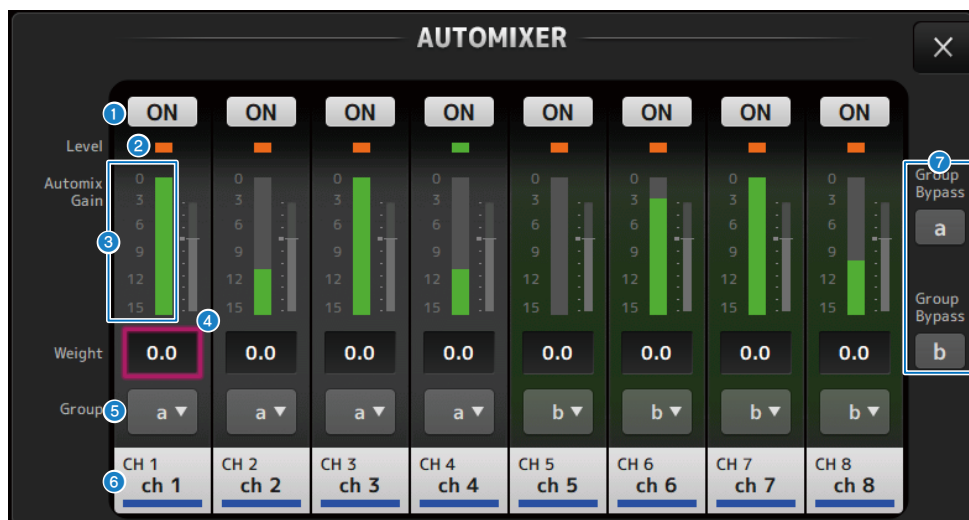 AUTOMIXER
×
1 ON ON ON ON ON ON ON ON
Level 2
7
Group
Bypass
a
Group
Bypass
b
Automix
Gain
3
0 0 0 0 0 0 0 0
3 3 3 3 3 3 3 3
6 6 6 6 6 6 6 6
9 9 9 9 9 9 9 9
12 12 12 12 12 12 12 12
15 15 15 15 15 15 15 15
4
Weight 0.0 0.0 0.0 0.0 0.0 0.0 0.0 0.0
Group 5 a ▼ a ▼ a ▼ a ▼ b ▼ b ▼ b ▼ b ▼
CH 1 CH 2 CH 3 CH 4 CH 5 CH 6 CH 7 CH 8
6 ch 1 ch 2 ch 3 ch 4 ch 5 ch 6 ch 7 ch 8